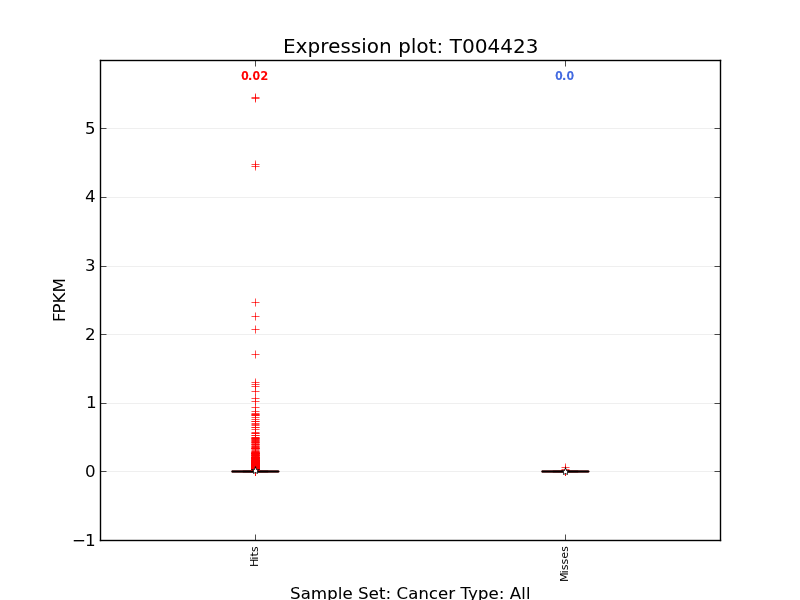 Expression plot: T004423
0.02
0.0
5
4
3
2
1
0
−1
FPKM
Hits
Misses
Sample Set: Cancer Type: All